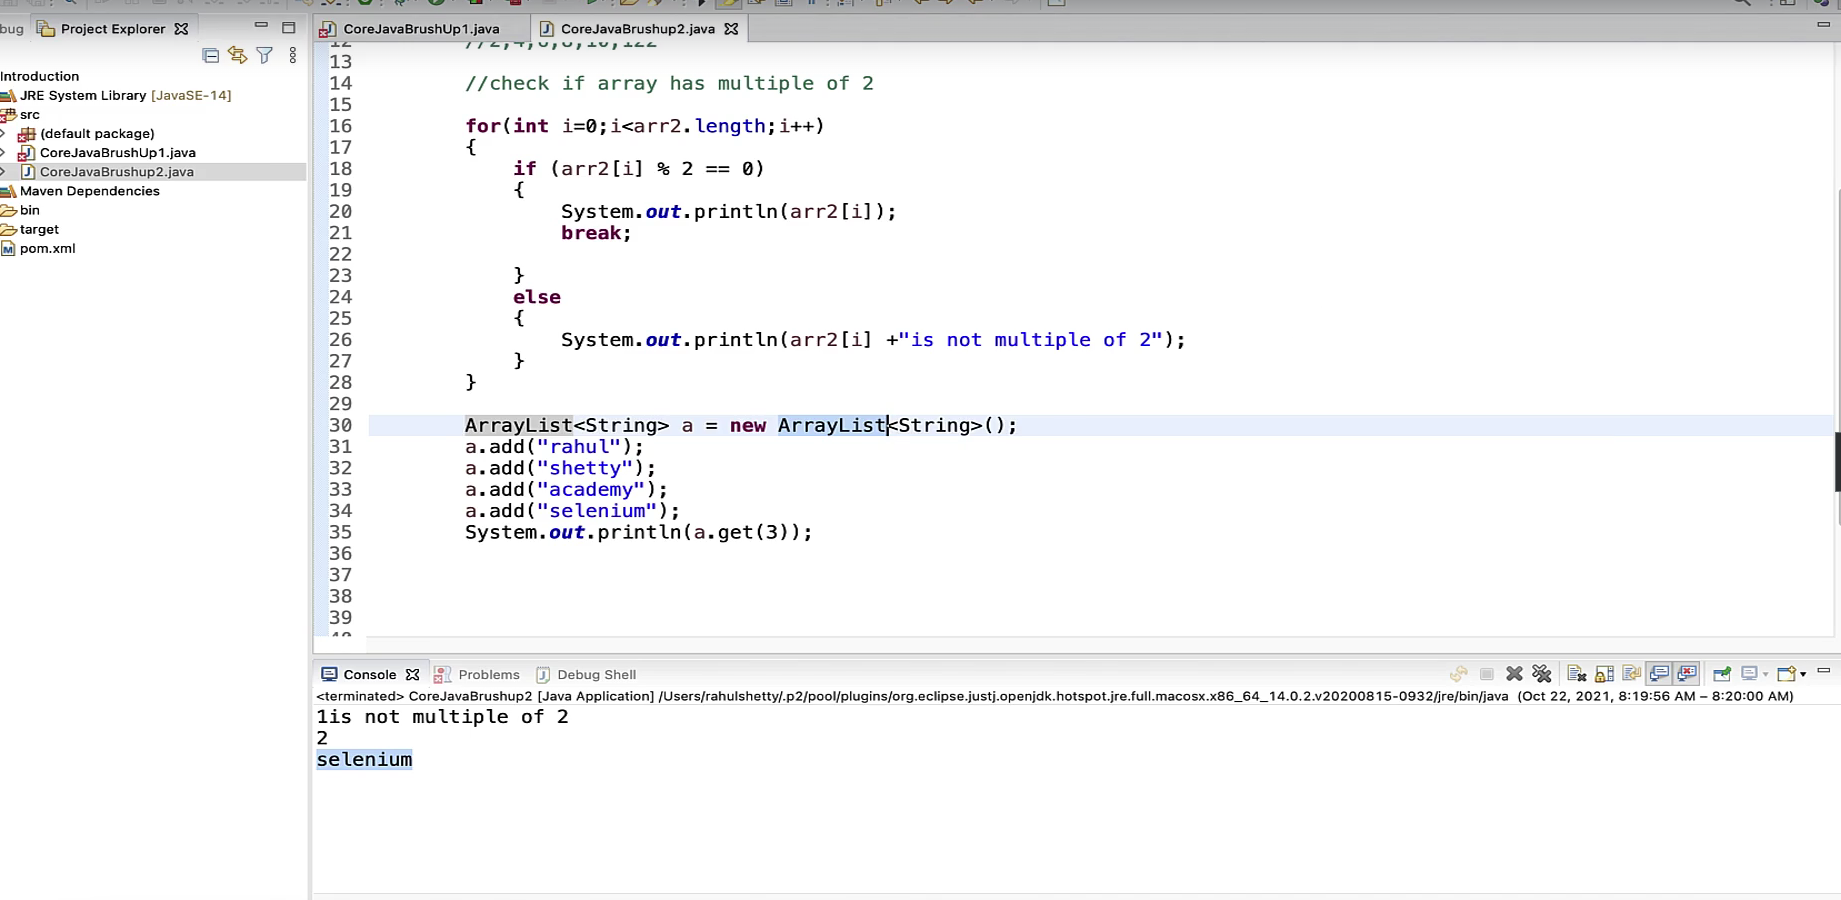 bug Project Explorer
Introduction
JRE System Library [JavaSE-14]
src
(default package)
CoreJavaBrushUp1.java
CoreJavaBrushup2.java
Maven Dependencies
bin
target
pom.xml
CoreJavaBrushUp1.java CoreJavaBrushup2.java
12 //2,4,6,8,10,122
13
14 //check if array has multiple of 2
15
16 for(int i=0;i<arr2.length;i++)
17 {
18 if (arr2[i] % 2 == 0)
19 {
20 System.out.println(arr2[i]);
21 break;
22
23 }
24 else
25 {
26 System.out.println(arr2[i] +"is not multiple of 2");
27 }
28 }
29
30 ArrayList<String> a = new ArrayList<String>();
31 a.add("rahul");
32 a.add("shetty");
33 a.add("academy");
34 a.add("selenium");
35 System.out.println(a.get(3));
36
37
38
39
Console Problems Debug Shell
<terminated> CoreJavaBrushup2 [Java Application] /Users/rahulshetty/.p2/pool/plugins/org.eclipse.justj.openjdk.hotspot.jre.full.macosx.x86_64_14.0.2.v20200815-0932/jre/bin/java (Oct 22, 2021, 8:19:56 AM – 8:20:00 AM)
1is not multiple of 2
2
selenium